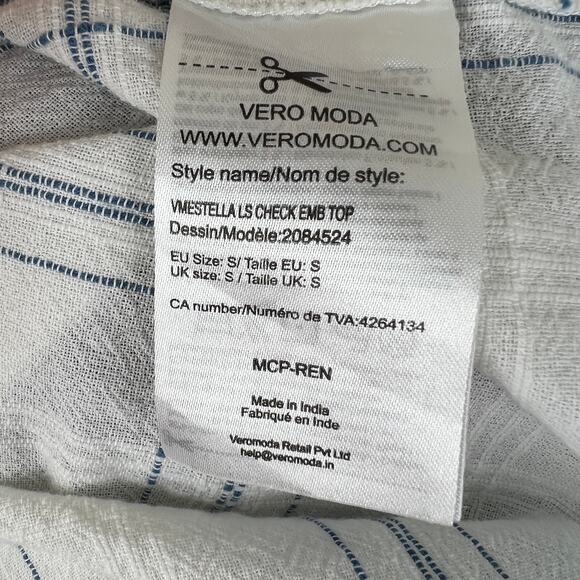 VERO MODA
WWW.VEROMODA.COM
Style name/Nom de style:
VMESTELLA LS CHECK EMB TOP
Dessin/Modèle:2084524
EU Size: S/ Taille EU: S
UK size: S / Taille UK: S
CA number/Numéro de TVA:4264134
MCP-REN
Made in India
Fabriqué en Inde
Veromoda Retail Pvt Ltd
help@veromoda.in